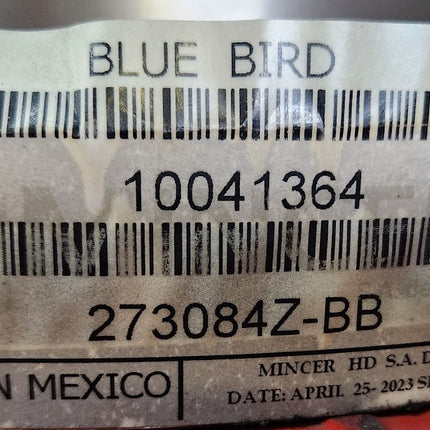 BLUE BIRD
10041364
273084Z-BB
N MEXICO
MINCER HD S.A. D
DATE: APRIL 25-2023 S